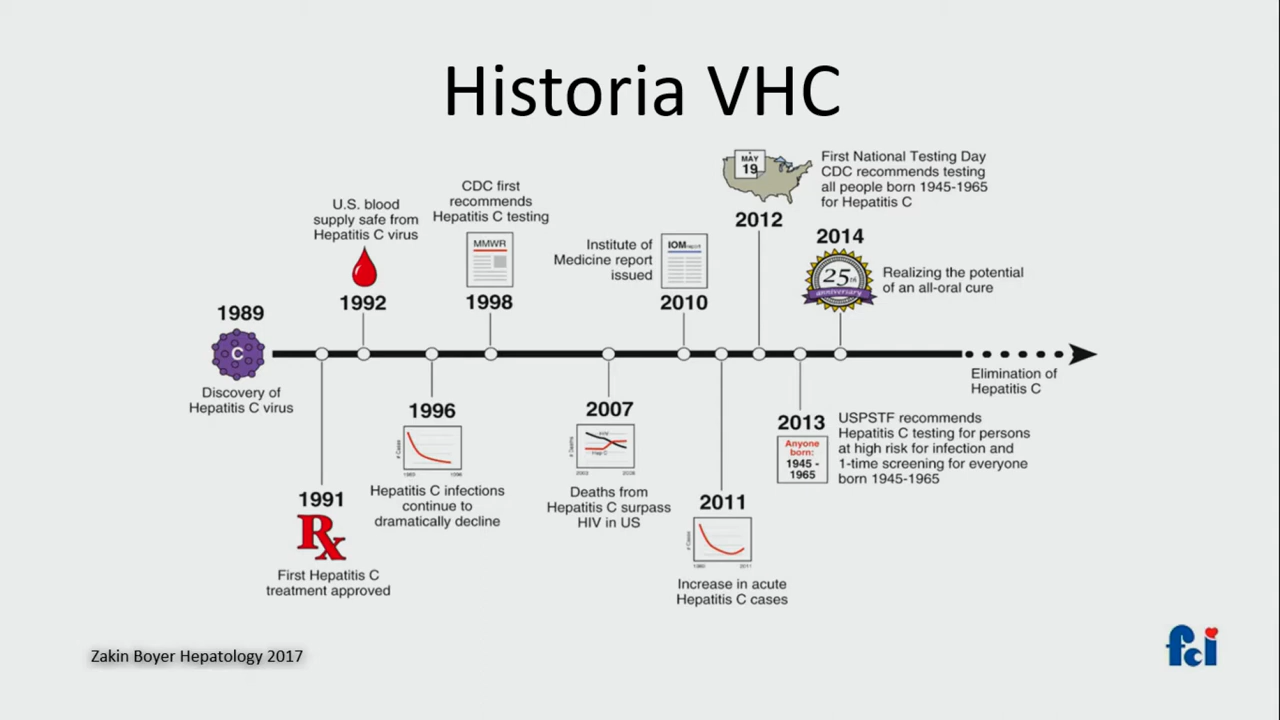 Historia VHC
1989
C
Discovery of
Hepatitis C virus
1991
Rx
First Hepatitis C
treatment approved
U.S. blood
supply safe from
Hepatitis C virus
1992
1996
# Cases
Hepatitis C infections
continue to
dramatically decline
CDC first
recommends
Hepatitis C testing
MMWR
1998
2007
# Deaths
Hep C
Deaths from
Hepatitis C surpass
HIV in US
Institute of
Medicine report
issued
IOM report
2010
2011
# Cases
Increase in acute
Hepatitis C cases
MAY
19
2012
First National Testing Day
CDC recommends testing
all people born 1945-1965
for Hepatitis C
2013
Anyone
born:
1945 -
1965
USPSTF recommends
Hepatitis C testing for persons
at high risk for infection and
1-time screening for everyone
born 1945-1965
2014
25th
anniversary
Realizing the potential
of an all-oral cure
Elimination of
Hepatitis C
Zakin Boyer Hepatology 2017
fci